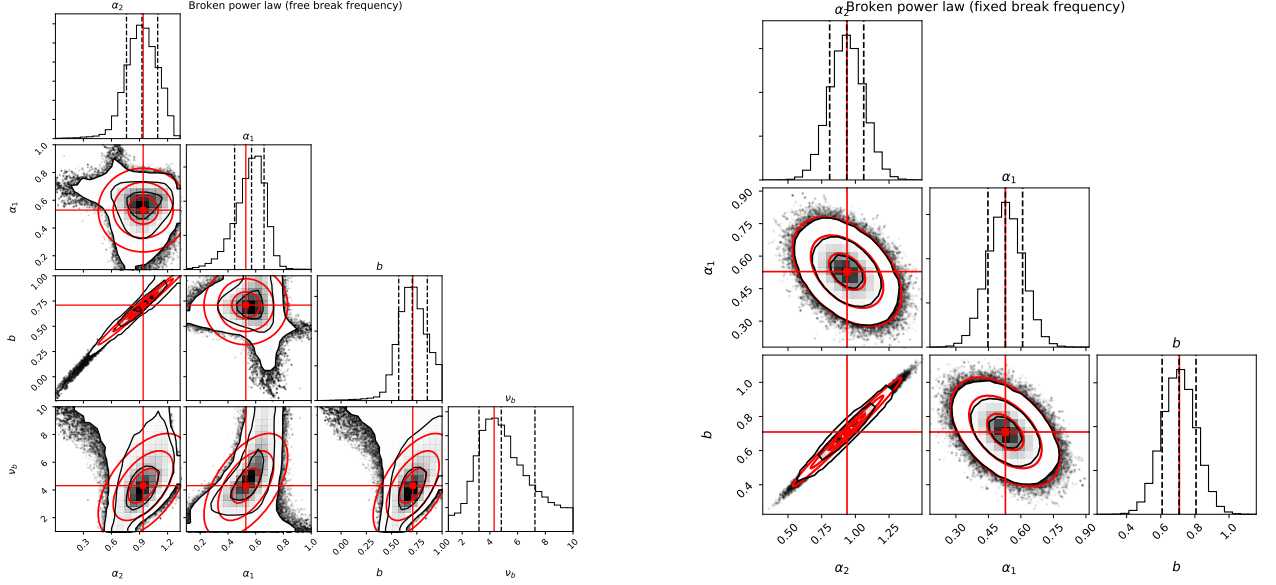 Broken power law (free break frequency)
α₂
α₁
b
ν_b
α₁
1.0
0.8
0.6
0.4
0.2
b
1.00
0.75
0.50
0.25
0.00
ν_b
10
8
6
4
2
0.3 0.6 0.9 1.2
0.2 0.4 0.6 0.8 1.0
0.00 0.25 0.50 0.75 1.00
2 4 6 8 10
α₂ α₁ b ν_b
Broken power law (fixed break frequency)
α₂
α₁
b
α₁
0.90
0.75
0.60
0.45
0.30
b
1.0
0.8
0.6
0.4
0.50 0.75 1.00 1.25
0.30 0.45 0.60 0.75 0.90
0.4 0.6 0.8 1.0
α₂ α₁ b